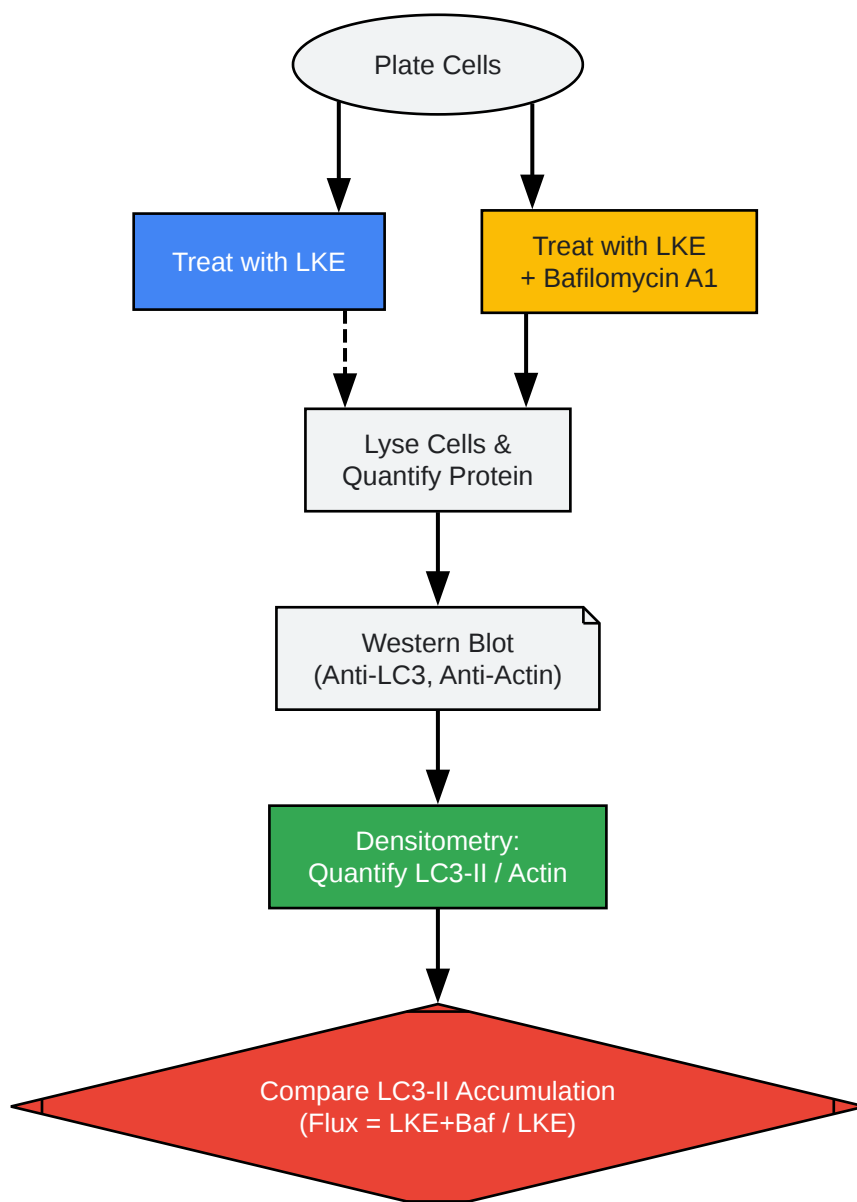 Plate Cells
Treat with LKE
Treat with LKE
+ Bafilomycin A1
Lyse Cells &
Quantify Protein
Western Blot
(Anti-LC3, Anti-Actin)
Densitometry:
Quantify LC3-II / Actin
Compare LC3-II Accumulation
(Flux = LKE+Baf / LKE)